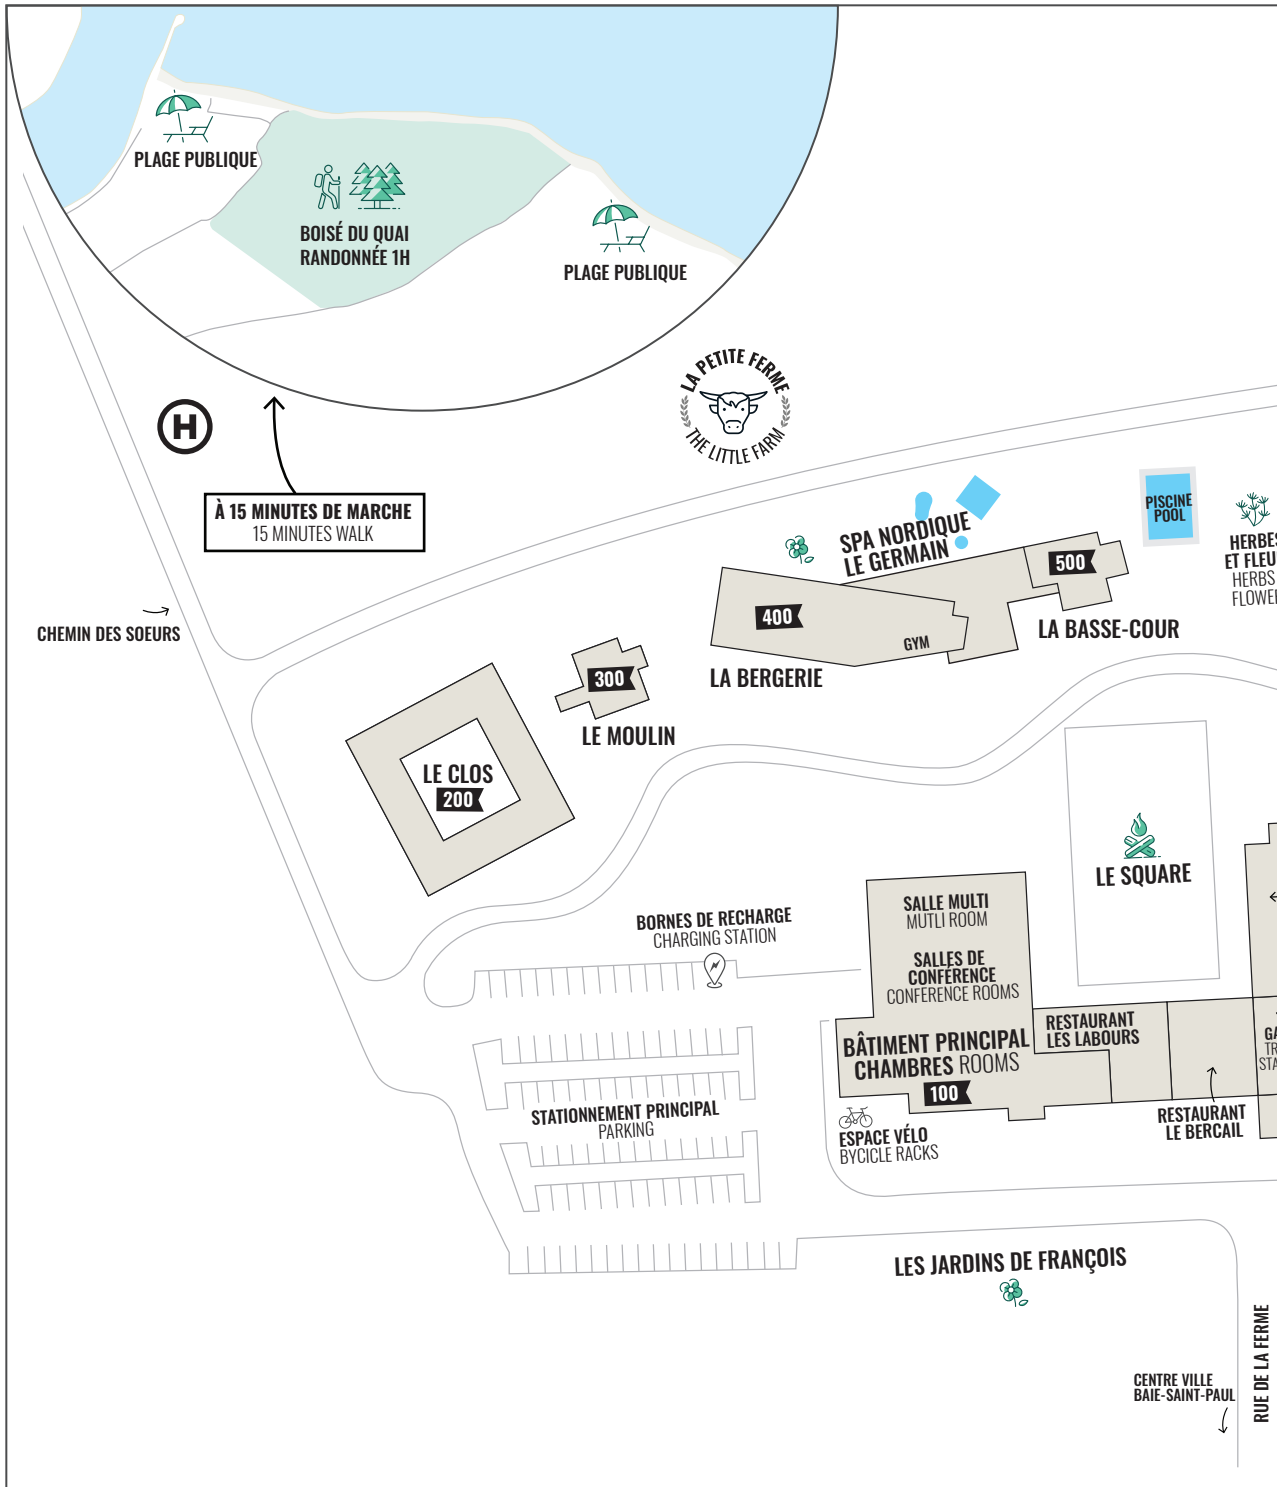 PLAGE PUBLIQUE
BOISÉ DU QUAI
RANDONNÉE 1H
PLAGE PUBLIQUE
LA PETITE FERME
THE LITTLE FARM
H
À 15 MINUTES DE MARCHE
15 MINUTES WALK
CHEMIN DES SOEURS
SPA NORDIQUE
LE GERMAIN
PISCINE
POOL
HERBES
ET FLEU
HERBS
FLOWER
500
400
GYM
LA BASSE-COUR
LA BERGERIE
300
LE MOULIN
LE CLOS
200
LE SQUARE
BORNES DE RECHARGE
CHARGING STATION
SALLE MULTI
MUTLI ROOM
SALLES DE
CONFÉRENCE
CONFERENCE ROOMS
BÂTIMENT PRINCIPAL
CHAMBRES ROOMS
100
RESTAURANT
LES LABOURS
GA
TR
STA
RESTAURANT
LE BERCAIL
STATIONNEMENT PRINCIPAL
PARKING
ESPACE VÉLO
BYCICLE RACKS
LES JARDINS DE FRANÇOIS
CENTRE VILLE
BAIE-SAINT-PAUL
RUE DE LA FERME